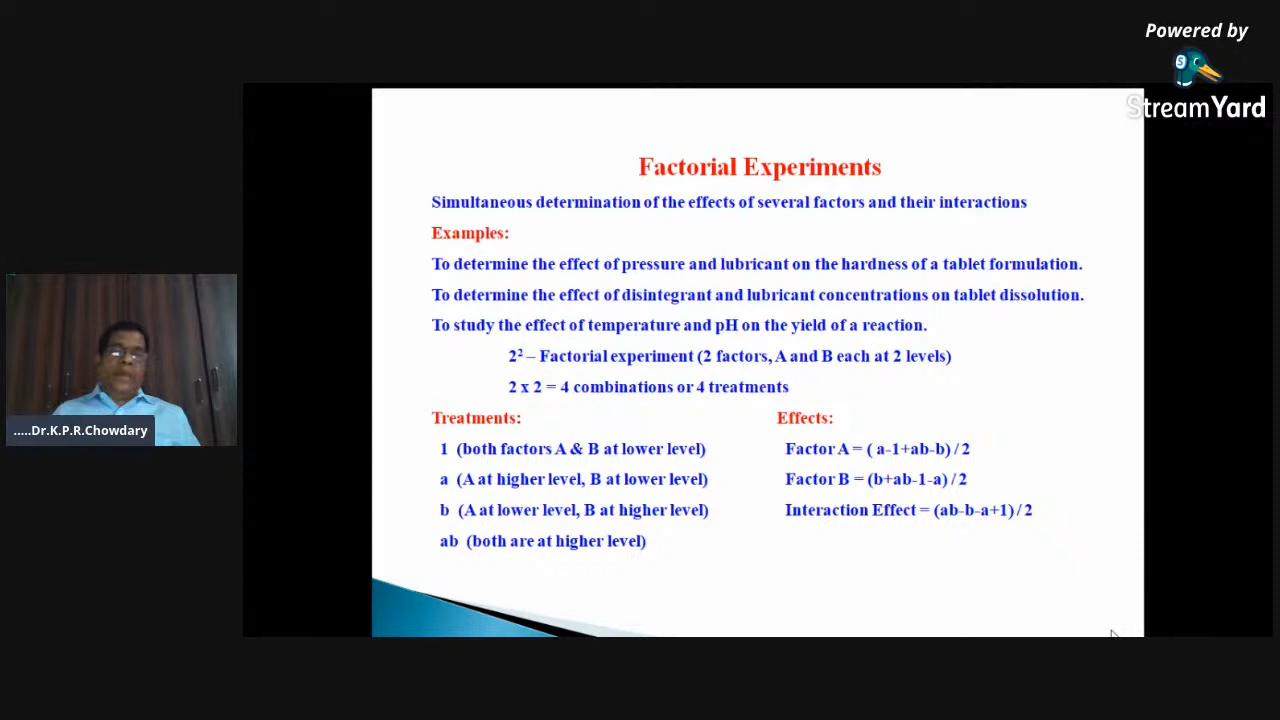 Powered by
StreamYard
Factorial Experiments
Simultaneous determination of the effects of several factors and their interactions
Examples:
To determine the effect of pressure and lubricant on the hardness of a tablet formulation.
To determine the effect of disintegrant and lubricant concentrations on tablet dissolution.
To study the effect of temperature and pH on the yield of a reaction.
2² – Factorial experiment (2 factors, A and B each at 2 levels)
2 x 2 = 4 combinations or 4 treatments
Treatments:
1 (both factors A & B at lower level)
a (A at higher level, B at lower level)
b (A at lower level, B at higher level)
ab (both are at higher level)
Effects:
Factor A = ( a-1+ab-b) / 2
Factor B = (b+ab-1-a) / 2
Interaction Effect = (ab-b-a+1) / 2
.....Dr.K.P.R.Chowdary